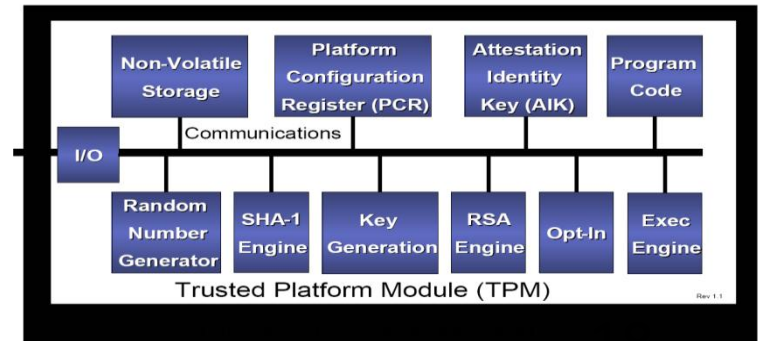 Non-Volatile
Storage
Platform
Configuration
Register (PCR)
Attestation
Identity
Key (AIK)
Program
Code
Communications
I/O
Random
Number
Generator
SHA-1
Engine
Key
Generation
RSA
Engine
Opt-In
Exec
Engine
Trusted Platform Module (TPM)
Rev 1.1